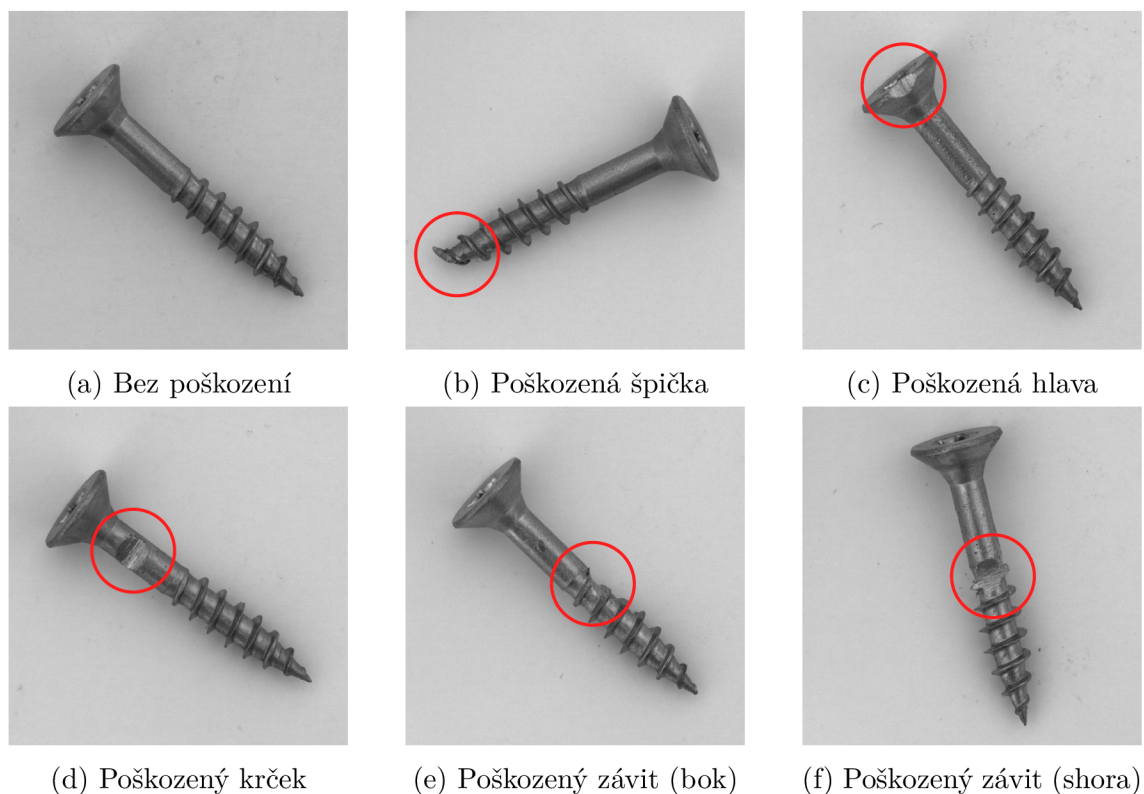 (a) Bez poškození
(b) Poškozená špička
(c) Poškozená hlava
(d) Poškozený krček
(e) Poškozený závit (bok)
(f) Poškozený závit (shora)